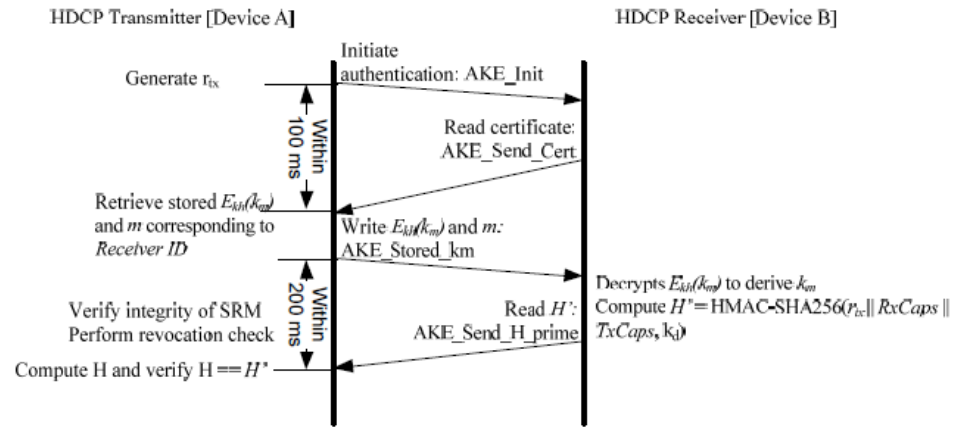 HDCP Transmitter [Device A]
HDCP Receiver [Device B]
Initiate
authentication: AKE_Init
Generate rtx
Within
100 ms
Read certificate:
AKE_Send_Cert
Retrieve stored Ekh(km)
and m corresponding to
Receiver ID
Write Ekh(km) and m:
AKE_Stored_km
Within
200 ms
Verify integrity of SRM
Perform revocation check
Read H':
AKE_Send_H_prime
Decrypts Ekh(km) to derive km
Compute H'=HMAC-SHA256(rtx|| RxCaps ||
TxCaps, kd)
Compute H and verify H == H'